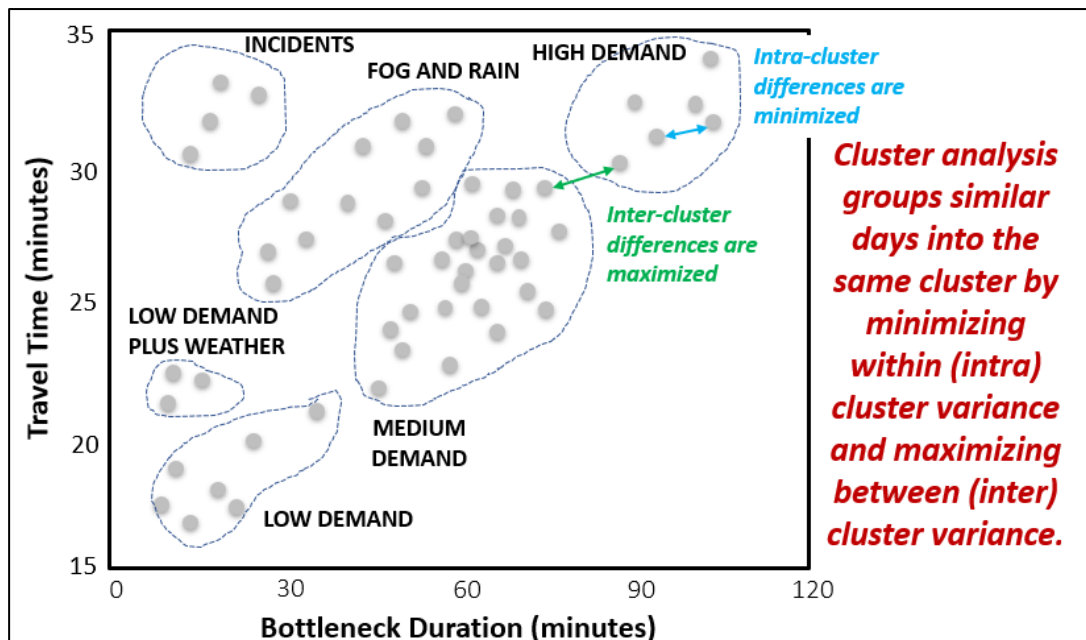 35
30
25
20
15
Travel Time (minutes)
INCIDENTS
FOG AND RAIN
HIGH DEMAND
LOW DEMAND
PLUS WEATHER
MEDIUM
DEMAND
LOW DEMAND
Intra-cluster
differences are
minimized
Inter-cluster
differences are
maximized
0
30
60
90
120
Bottleneck Duration (minutes)
Cluster analysis
groups similar
days into the
same cluster by
minimizing
within (intra)
cluster variance
and maximizing
between (inter)
cluster variance.